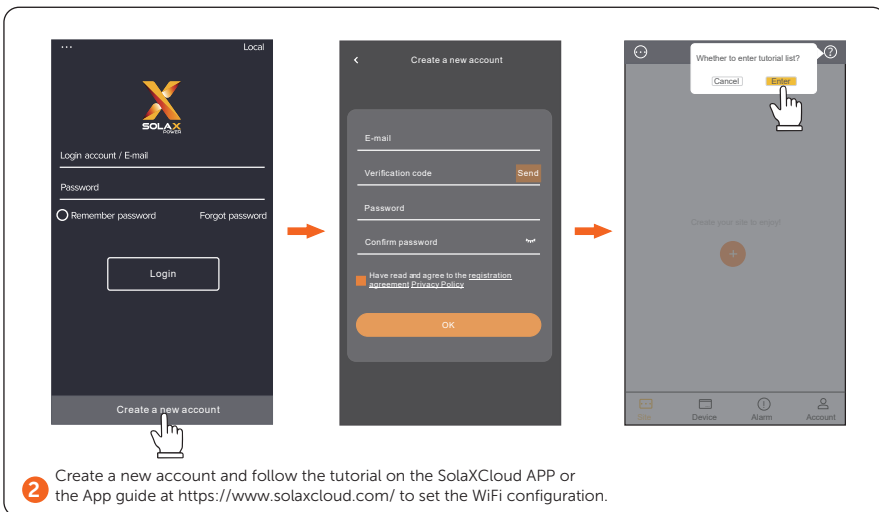 ... Local
SOLAX
POWER
Login account / E-mail
Password
Remember password Forgot password
Login
Create a new account
Create a new account
E-mail
Verification code Send
Password
Confirm password
Have read and agree to the registration
agreement Privacy Policy
OK
Whether to enter tutorial list?
?
Cancel Enter
Create your site to enjoy!
+
Site Device Alarm Account
2 Create a new account and follow the tutorial on the SolaXCloud APP or
the App guide at https://www.solaxcloud.com/ to set the WiFi configuration.